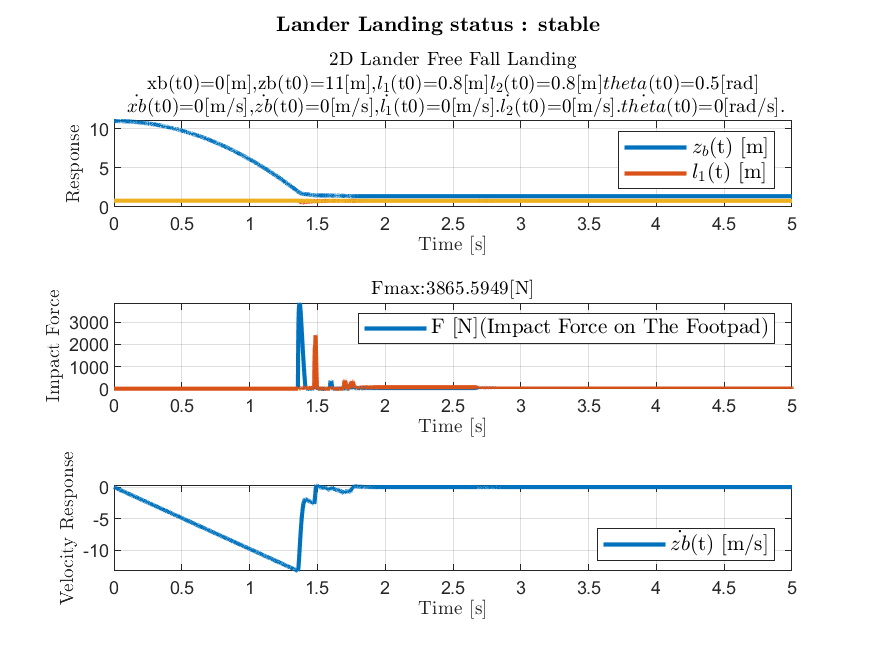 Lander Landing status : stable
2D Lander Free Fall Landing
xb(t0)=0[m],zb(t0)=11[m],l₁(t0)=0.8[m]l₂(t0)=0.8[m]theta(t0)=0.5[rad]
ẋb(t0)=0[m/s],żb(t0)=0[m/s],l̇₁(t0)=0[m/s].l̇₂(t0)=0[m/s].thėta(t0)=0[rad/s].
Response
10
5
0
z_b(t) [m]
l₁(t) [m]
0 0.5 1 1.5 2 2.5 3 3.5 4 4.5 5
Time [s]
Fmax:3865.5949[N]
Impact Force
3000
2000
1000
0
F [N](Impact Force on The Footpad)
0 0.5 1 1.5 2 2.5 3 3.5 4 4.5 5
Time [s]
Velocity Response
0
-5
-10
żb(t) [m/s]
0 0.5 1 1.5 2 2.5 3 3.5 4 4.5 5
Time [s]